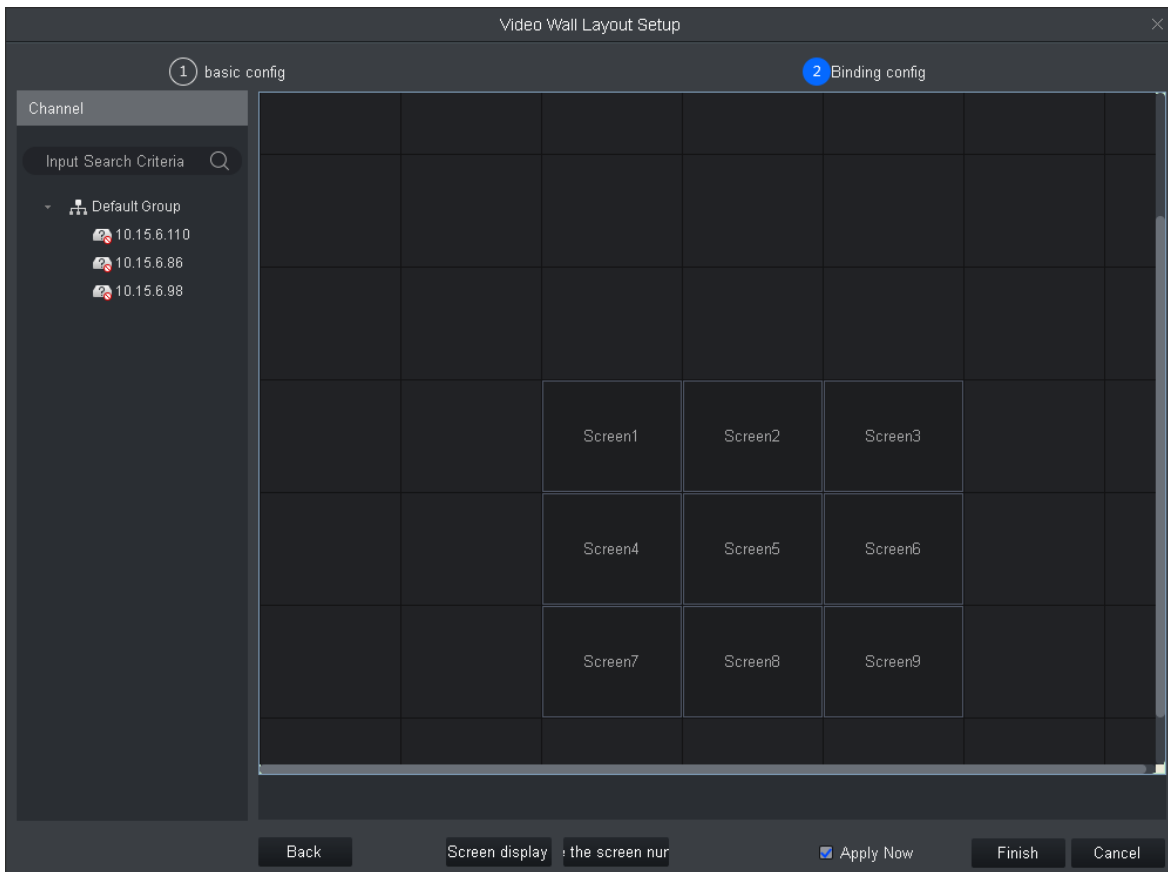 Video Wall Layout Setup
1 basic config
2 Binding config
Channel
Input Search Criteria
Default Group
10.15.6.110
10.15.6.86
10.15.6.98
Screen1 Screen2 Screen3
Screen4 Screen5 Screen6
Screen7 Screen8 Screen9
Back Screen display the screen nur Apply Now Finish Cancel